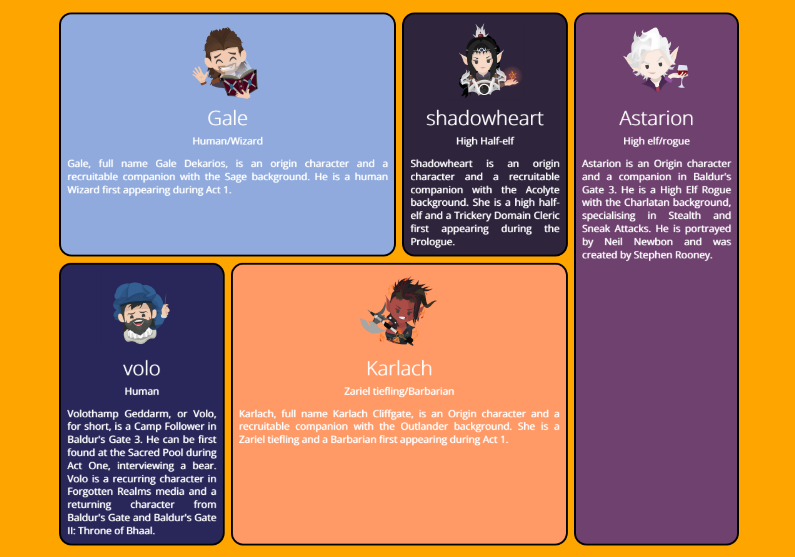 Gale
Human/Wizard
Gale, full name Gale Dekarios, is an origin character and a
recruitable companion with the Sage background. He is a human
Wizard first appearing during Act 1.
shadowheart
High Half-elf
Shadowheart is an origin
character and a recruitable
companion with the Acolyte
background. She is a high half-
elf and a Trickery Domain Cleric
first appearing during the
Prologue.
Astarion
High elf/rogue
Astarion is an Origin character
and a companion in Baldur's
Gate 3. He is a High Elf Rogue
with the Charlatan background,
specialising in Stealth and
Sneak Attacks. He is portrayed
by Neil Newbon and was
created by Stephen Rooney.
volo
Human
Volothamp Geddarm, or Volo,
for short, is a Camp Follower in
Baldur's Gate 3. He can be first
found at the Sacred Pool during
Act One, interviewing a bear.
Volo is a recurring character in
Forgotten Realms media and a
returning character from
Baldur's Gate and Baldur's Gate
II: Throne of Bhaal.
Karlach
Zariel tiefling/Barbarian
Karlach, full name Karlach Cliffgate, is an Origin character and a
recruitable companion with the Outlander background. She is a
Zariel tiefling and a Barbarian first appearing during Act 1.